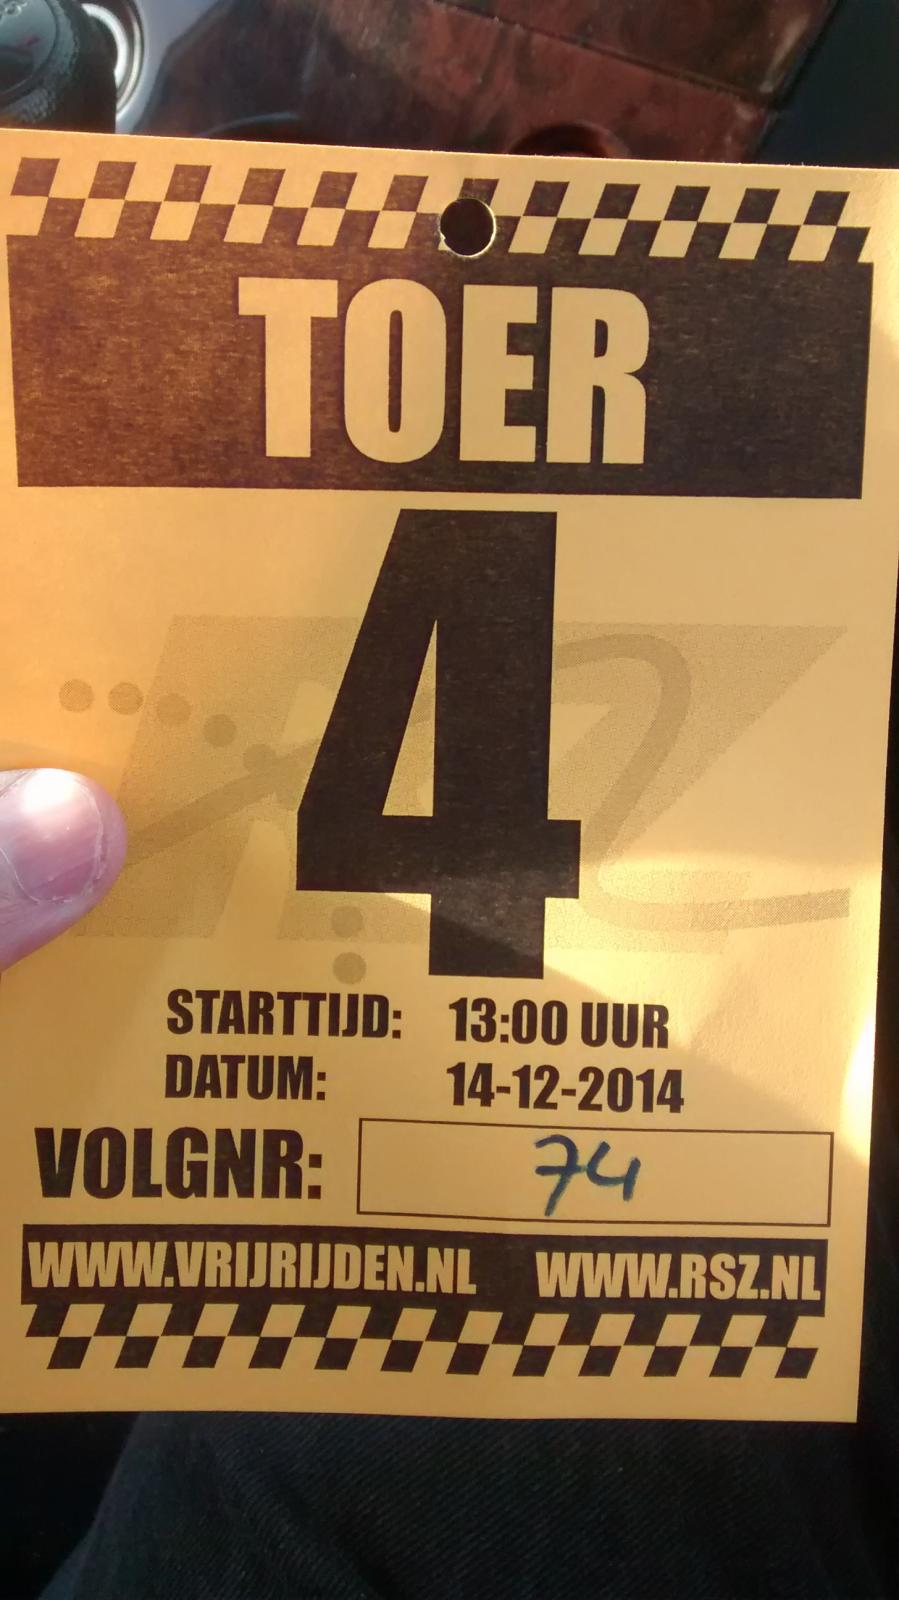 TOER
4
STARTTIJD: 13:00 UUR
DATUM: 14-12-2014
VOLGNR: 74
WWW.VRIJRIJDEN.NL WWW.RSZ.NL